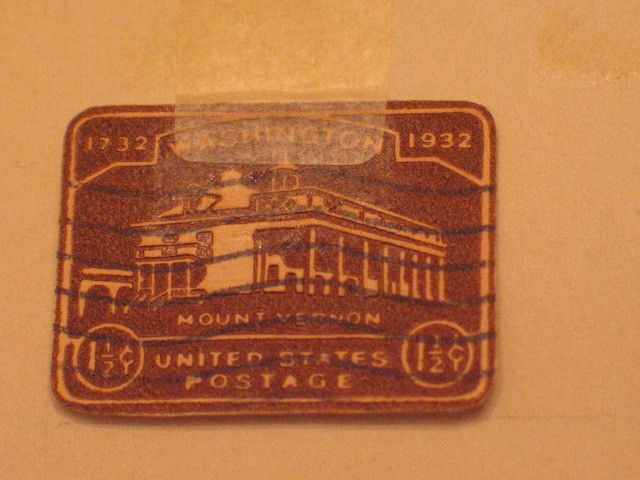 1732 WASHINGTON 1932
MOUNT VERNON
1½¢ UNITED STATES 1½¢
POSTAGE